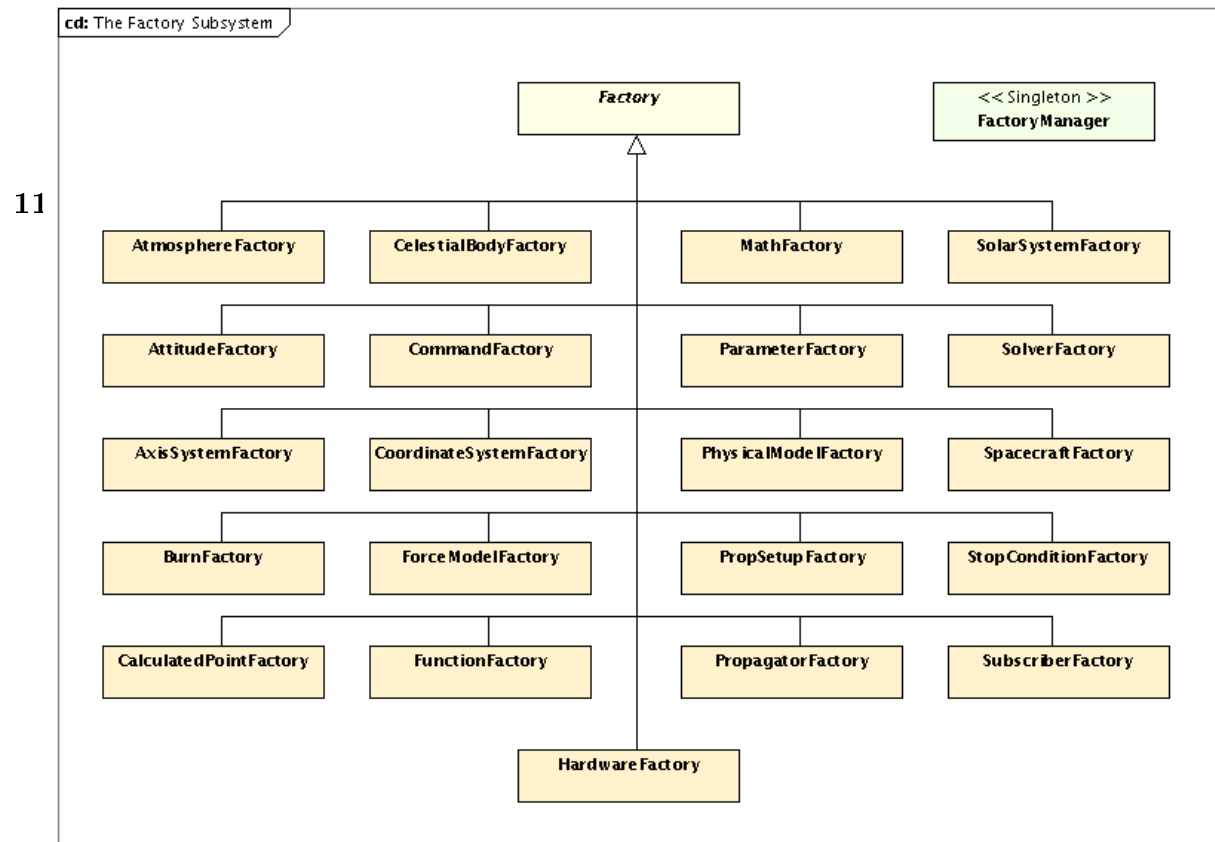 cd: The Factory Subsystem
Factory
<< Singleton >>
FactoryManager
11
AtmosphereFactory
CelestialBodyFactory
MathFactory
SolarSystemFactory
AttitudeFactory
CommandFactory
ParameterFactory
SolverFactory
AxisSystemFactory
CoordinateSystemFactory
PhysicalModelFactory
SpacecraftFactory
BurnFactory
ForceModelFactory
PropSetupFactory
StopConditionFactory
CalculatedPointFactory
FunctionFactory
PropagatorFactory
SubscriberFactory
HardwareFactory